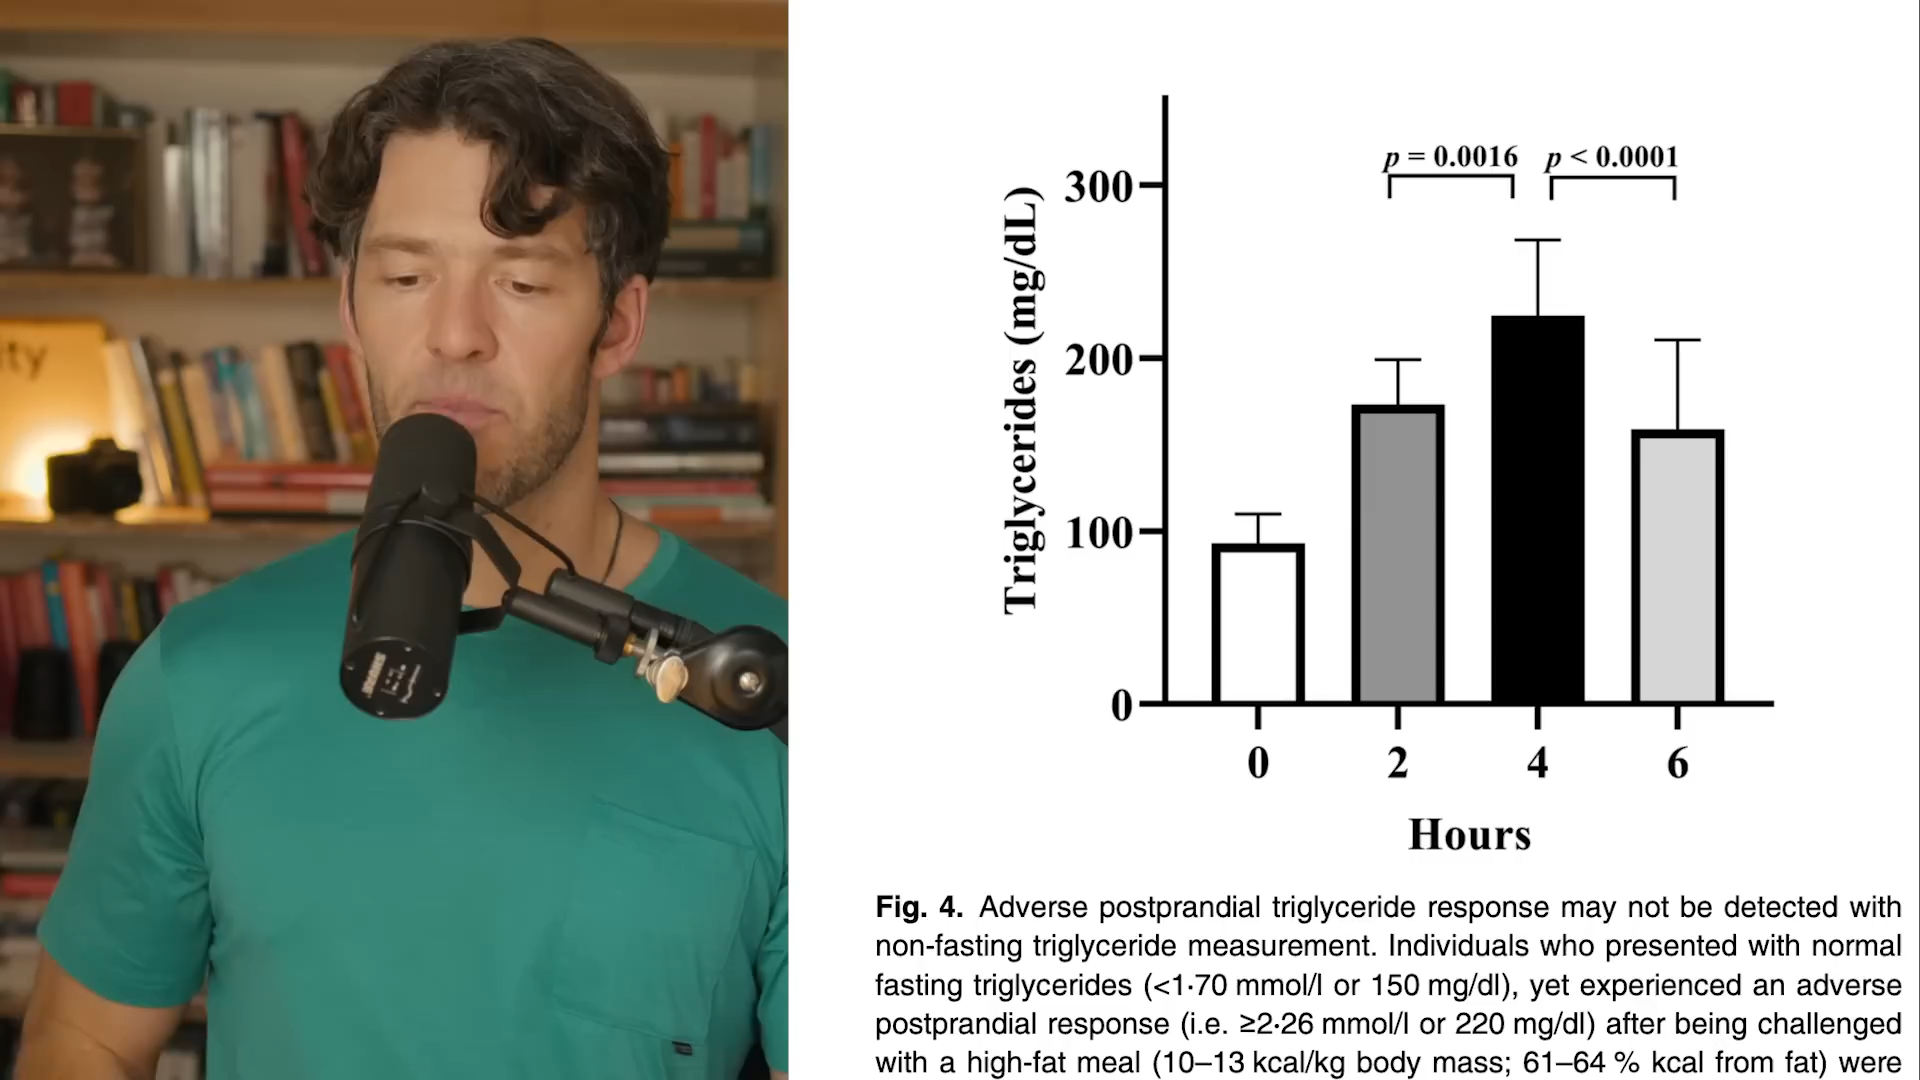 ity
p = 0.0016 p < 0.0001
300
200
100
0
Triglycerides (mg/dL)
0 2 4 6
Hours
Fig. 4. Adverse postprandial triglyceride response may not be detected with
non-fasting triglyceride measurement. Individuals who presented with normal
fasting triglycerides (<1·70 mmol/l or 150 mg/dl), yet experienced an adverse
postprandial response (i.e. ≥2·26 mmol/l or 220 mg/dl) after being challenged
with a high-fat meal (10–13 kcal/kg body mass; 61–64 % kcal from fat) were